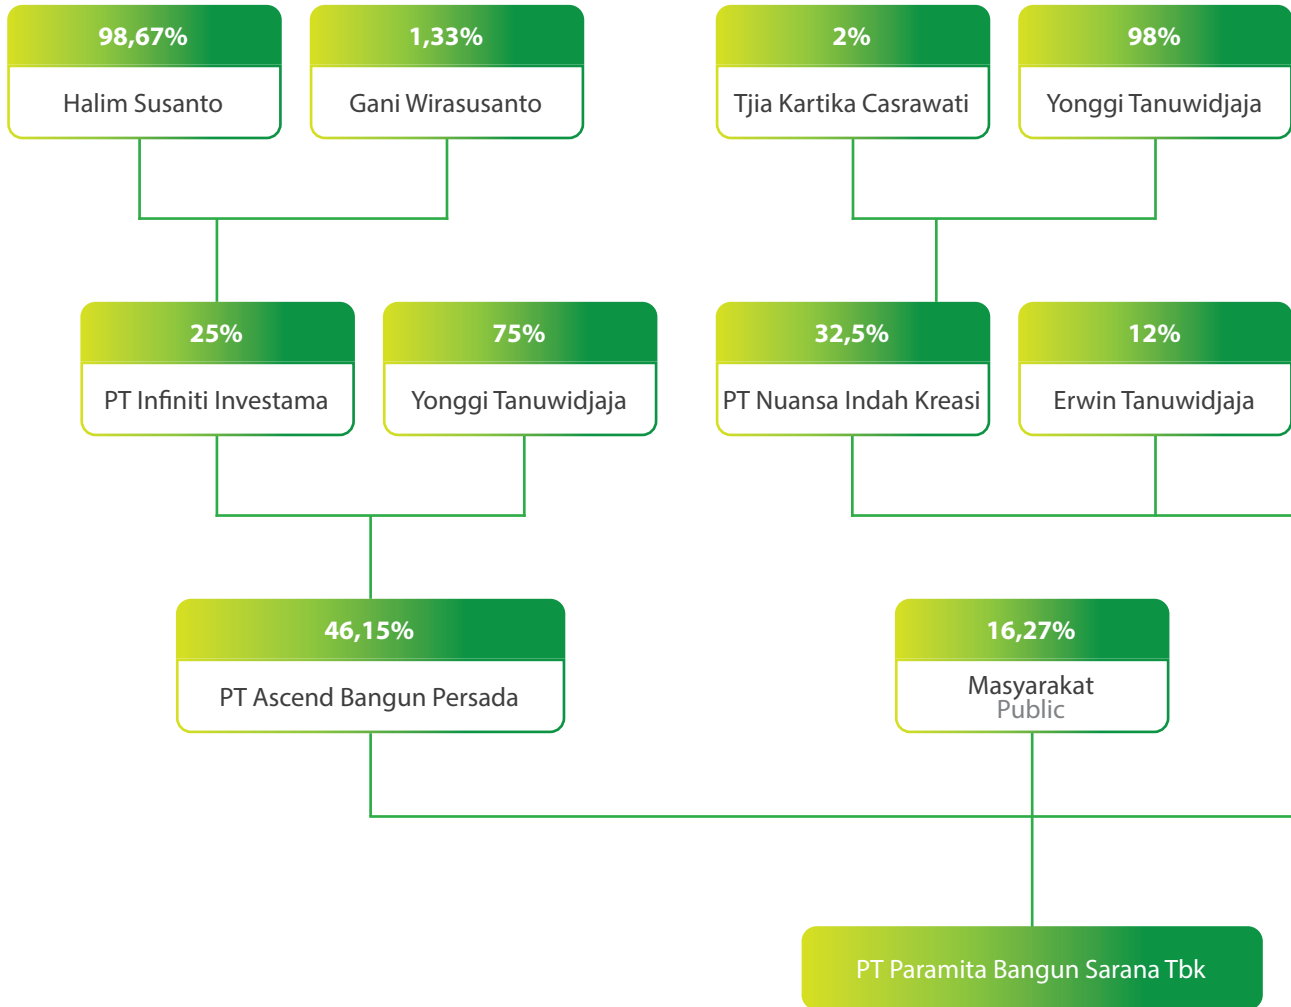 98,67%
Halim Susanto
1,33%
Gani Wirasusanto
2%
Tjia Kartika Casrawati
98%
Yonggi Tanuwidjaja
25%
PT Infiniti Investama
75%
Yonggi Tanuwidjaja
32,5%
PT Nuansa Indah Kreasi
12%
Erwin Tanuwidjaja
46,15%
PT Ascend Bangun Persada
16,27%
Masyarakat
Public
PT Paramita Bangun Sarana Tbk